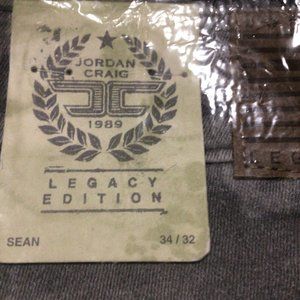 JORDAN
CRAIG
1989
LEGACY
EDITION
SEAN 34 / 32